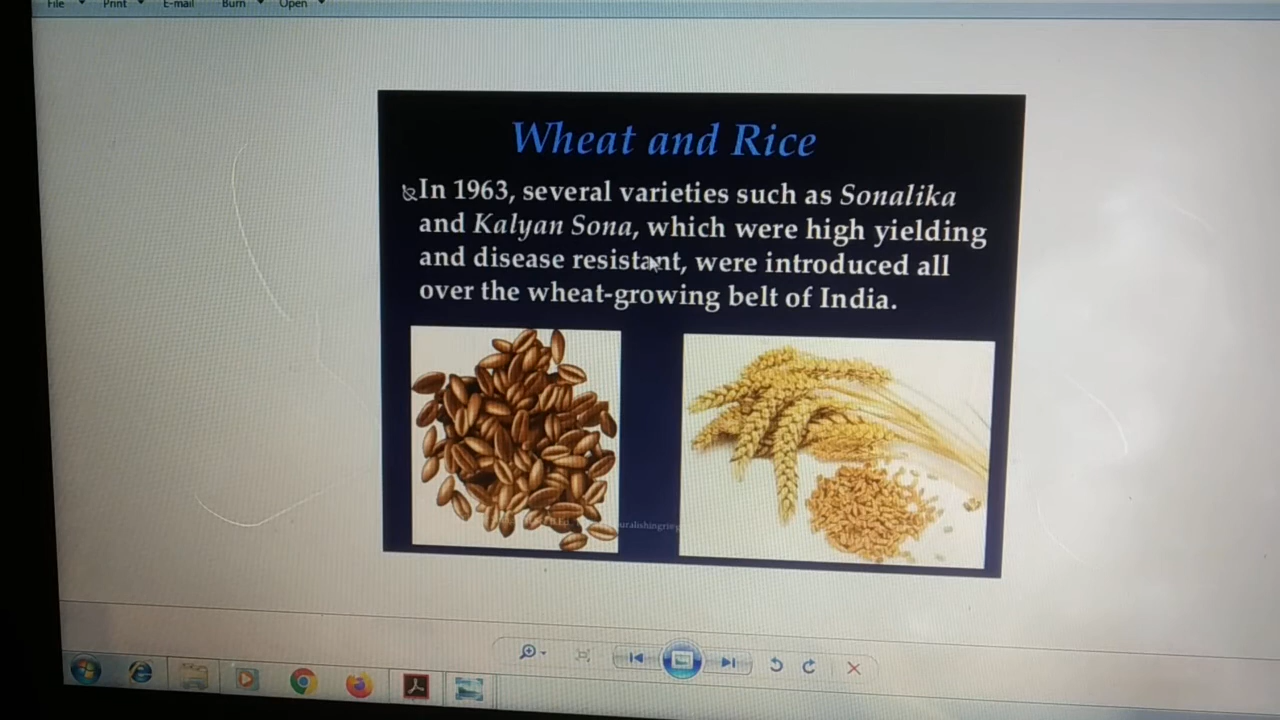 File Print E-mail Burn Open
Wheat and Rice
In 1963, several varieties such as Sonalika
and Kalyan Sona, which were high yielding
and disease resistant, were introduced all
over the wheat-growing belt of India.